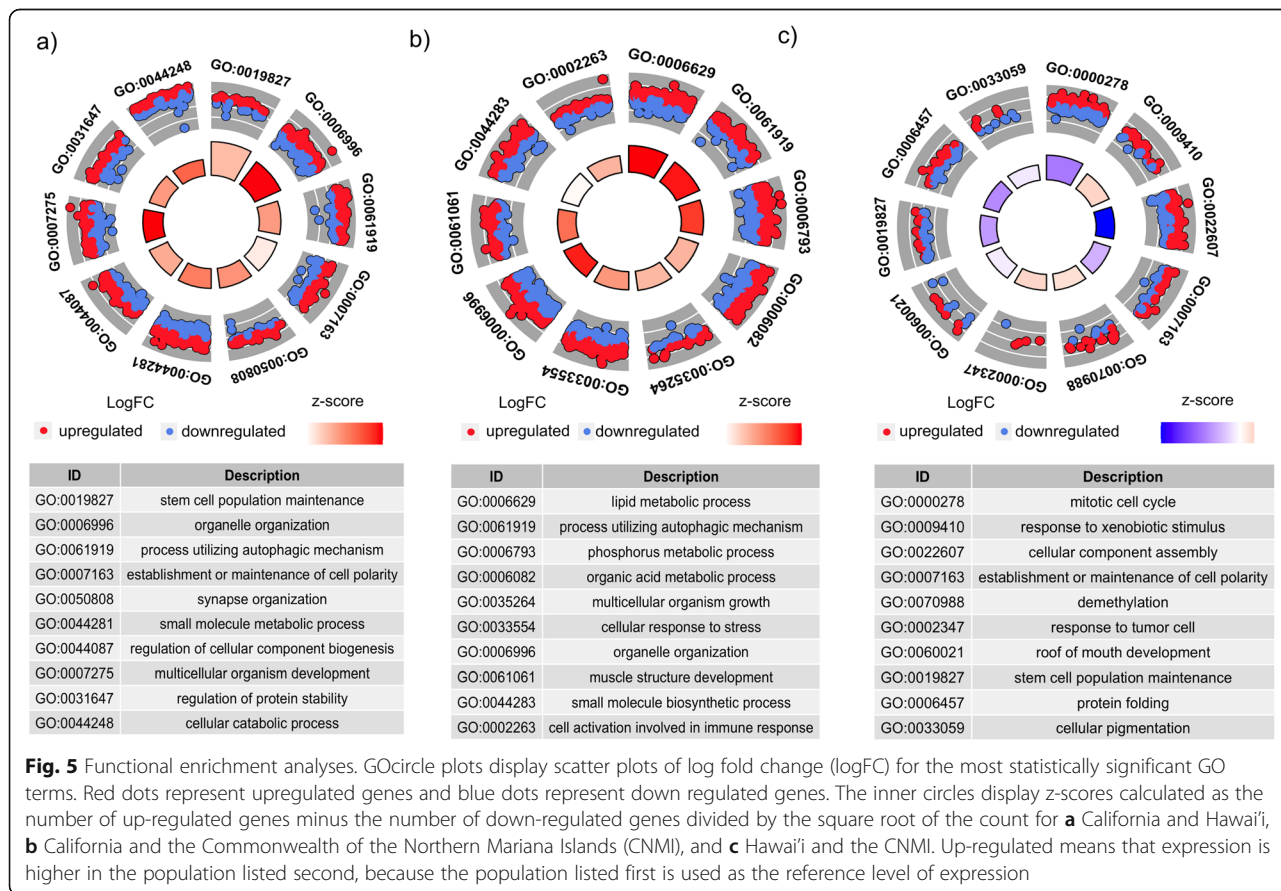 a)
GO:0019827
GO:0006996
GO:0061919
GO:0007163
GO:0050808
GO:0044281
GO:0044087
GO:0007275
GO:0031647
GO:0044248
LogFC
z-score
upregulated
downregulated
ID Description
GO:0019827 stem cell population maintenance
GO:0006996 organelle organization
GO:0061919 process utilizing autophagic mechanism
GO:0007163 establishment or maintenance of cell polarity
GO:0050808 synapse organization
GO:0044281 small molecule metabolic process
GO:0044087 regulation of cellular component biogenesis
GO:0007275 multicellular organism development
GO:0031647 regulation of protein stability
GO:0044248 cellular catabolic process
b)
GO:0006629
GO:0061919
GO:0006793
GO:0006082
GO:0035264
GO:0033554
GO:0006996
GO:0061061
GO:0044283
GO:0002263
LogFC
z-score
upregulated
downregulated
ID Description
GO:0006629 lipid metabolic process
GO:0061919 process utilizing autophagic mechanism
GO:0006793 phosphorus metabolic process
GO:0006082 organic acid metabolic process
GO:0035264 multicellular organism growth
GO:0033554 cellular response to stress
GO:0006996 organelle organization
GO:0061061 muscle structure development
GO:0044283 small molecule biosynthetic process
GO:0002263 cell activation involved in immune response
c)
GO:0000278
GO:0009410
GO:0022607
GO:0007163
GO:0070988
GO:0002347
GO:0060021
GO:0019827
GO:0006457
GO:0033059
LogFC
z-score
upregulated
downregulated
ID Description
GO:0000278 mitotic cell cycle
GO:0009410 response to xenobiotic stimulus
GO:0022607 cellular component assembly
GO:0007163 establishment or maintenance of cell polarity
GO:0070988 demethylation
GO:0002347 response to tumor cell
GO:0060021 roof of mouth development
GO:0019827 stem cell population maintenance
GO:0006457 protein folding
GO:0033059 cellular pigmentation
Fig. 5 Functional enrichment analyses. GOcircle plots display scatter plots of log fold change (logFC) for the most statistically significant GO
terms. Red dots represent upregulated genes and blue dots represent down regulated genes. The inner circles display z-scores calculated as the
number of up-regulated genes minus the number of down-regulated genes divided by the square root of the count for a California and Hawai'i,
b California and the Commonwealth of the Northern Mariana Islands (CNMI), and c Hawai'i and the CNMI. Up-regulated means that expression is
higher in the population listed second, because the population listed first is used as the reference level of expression